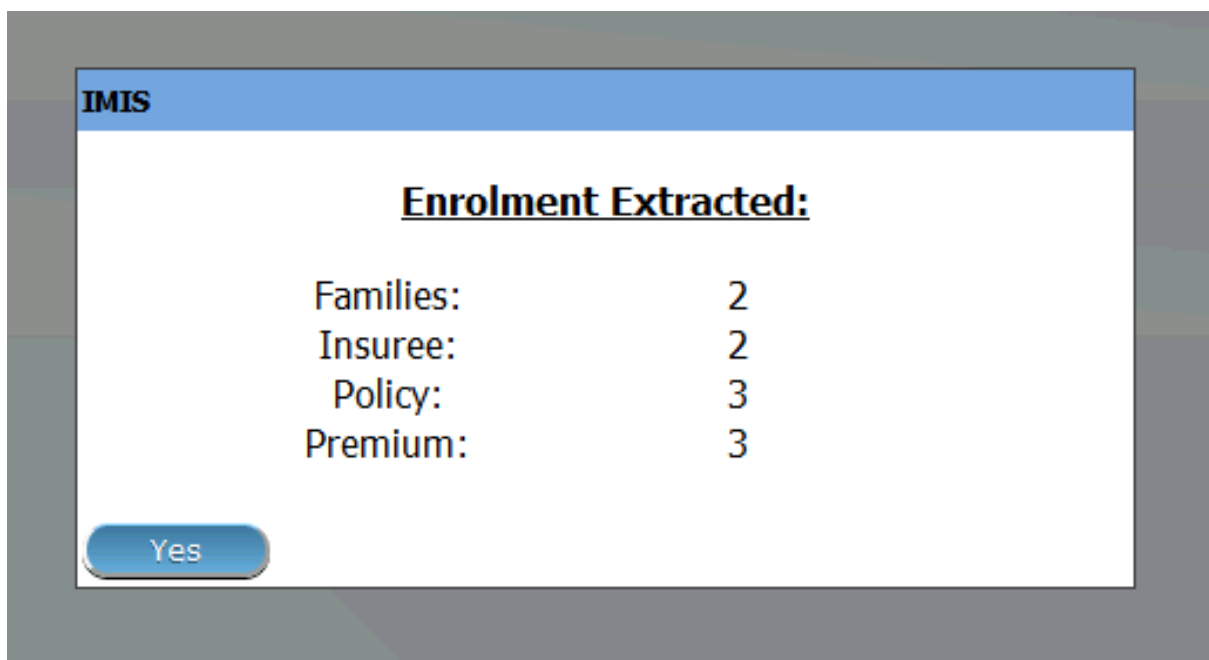 IMIS
Enrolment Extracted:
Families: 2
Insuree: 2
Policy: 3
Premium: 3
Yes